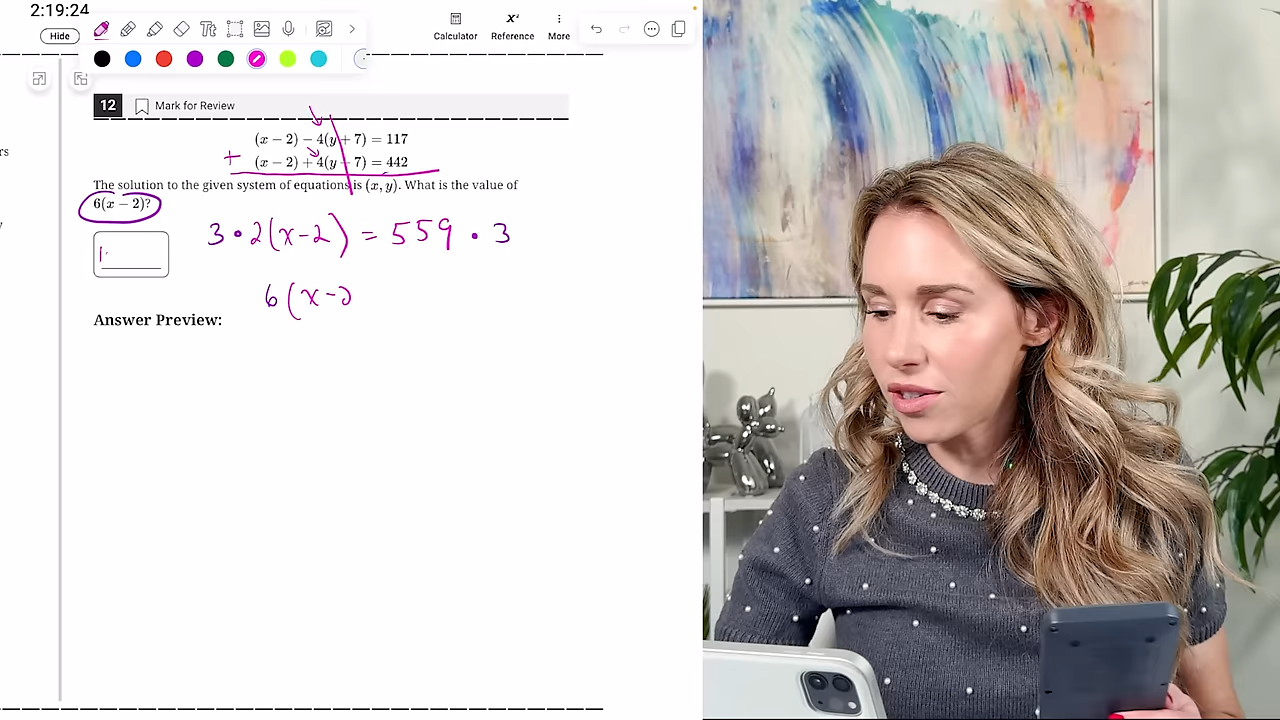 2:19:24
Hide
Tt
Calculator
X² Reference
More
12 Mark for Review
(x − 2) − 4(y + 7) = 117
+ (x − 2) + 4(y + 7) = 442
The solution to the given system of equations is (x, y). What is the value of
6(x − 2)?
3 • 2(x-2) = 559 • 3
6(x-2
Answer Preview: